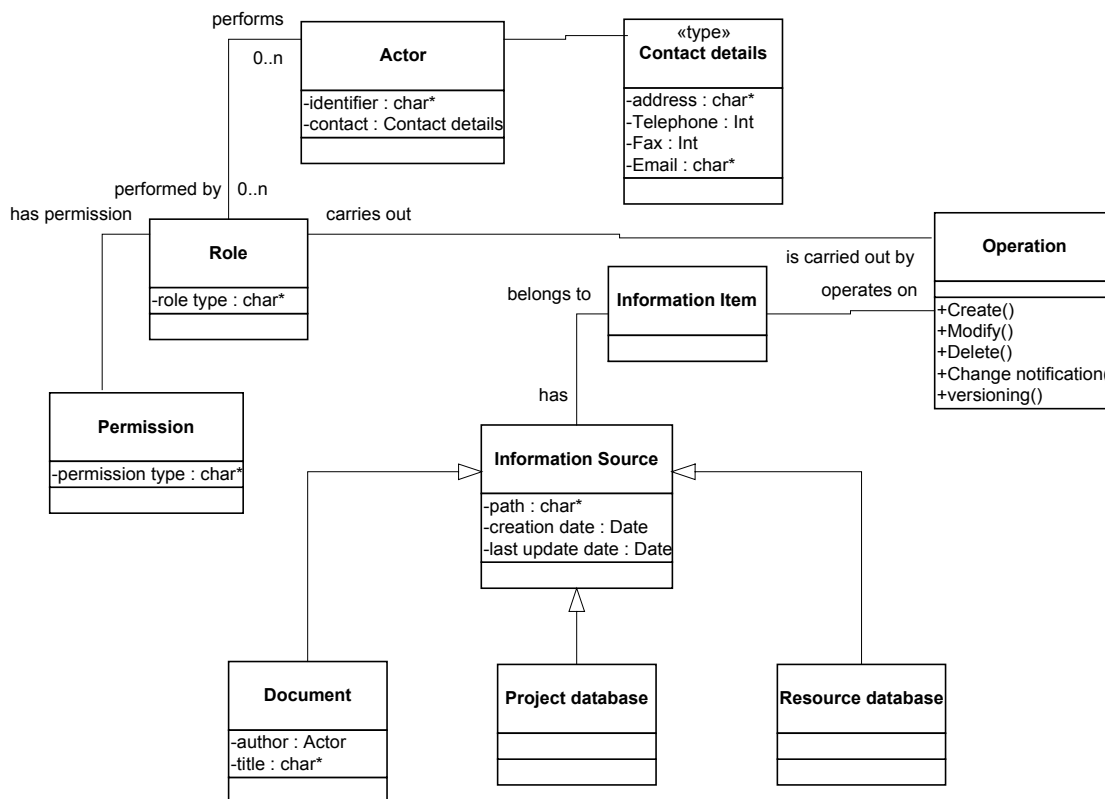 performs
0..n
Actor
-identifier : char*
-contact : Contact details
«type»
Contact details
-address : char*
-Telephone : Int
-Fax : Int
-Email : char*
performed by
0..n
has permission
carries out
Role
-role type : char*
is carried out by
operates on
Operation
+Create()
+Modify()
+Delete()
+Change notification(
+versioning()
belongs to
Information Item
has
Permission
-permission type : char*
Information Source
-path : char*
-creation date : Date
-last update date : Date
Document
-author : Actor
-title : char*
Project database
Resource database